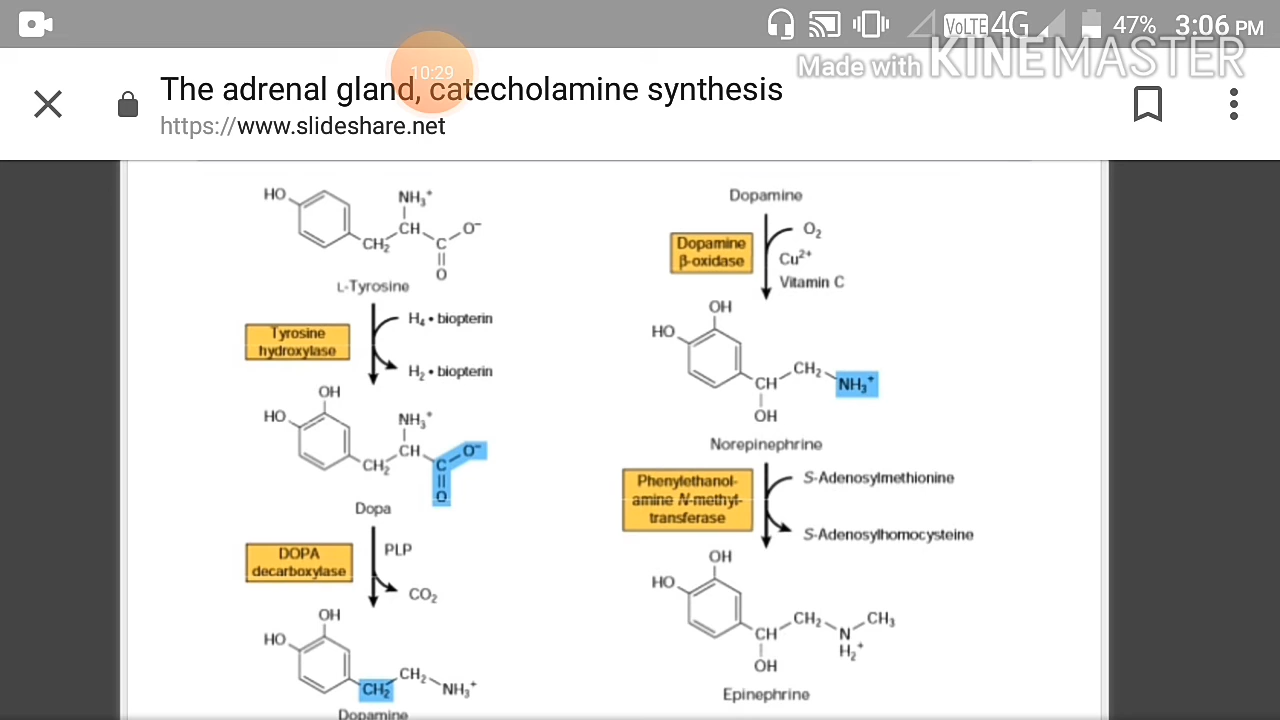 VoLTE 4G 47% 3:06 PM
Made with KINEMASTER
10:29
The adrenal gland, catecholamine synthesis
https://www.slideshare.net
HO
NH₃⁺
CH
O⁻
CH₂
C
O
L-Tyrosine
Tyrosine
hydroxylase
H₄ • biopterin
H₂ • biopterin
OH
HO
NH₃⁺
CH
O⁻
CH₂
C
O
Dopa
DOPA
decarboxylase
PLP
CO₂
OH
HO
CH₂
CH₂
NH₃⁺
Dopamine
Dopamine
Dopamine
β-oxidase
O₂
Cu²⁺
Vitamin C
OH
HO
CH₂
CH
NH₃⁺
OH
Norepinephrine
Phenylethanol-
amine N-methyl-
transferase
S-Adenosylmethionine
S-Adenosylhomocysteine
OH
HO
CH₂
CH₃
CH
N
H₂⁺
OH
Epinephrine